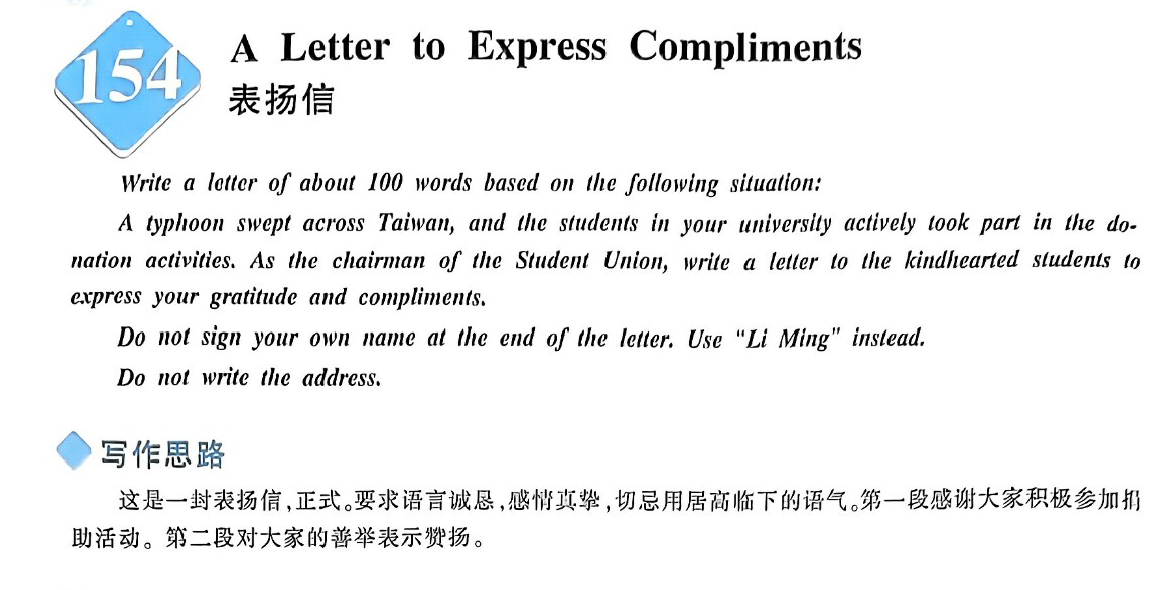 154
A Letter to Express Compliments
表扬信
Write a letter of about 100 words based on the following situation:
A typhoon swept across Taiwan, and the students in your university actively took part in the do-
nation activities. As the chairman of the Student Union, write a letter to the kindhearted students to
express your gratitude and compliments.
Do not sign your own name at the end of the letter. Use "Li Ming" instead.
Do not write the address.
写作思路
这是一封表扬信,正式。要求语言诚恳,感情真挚,切忌用居高临下的语气。第一段感谢大家积极参加捐
助活动。第二段对大家的善举表示赞扬。